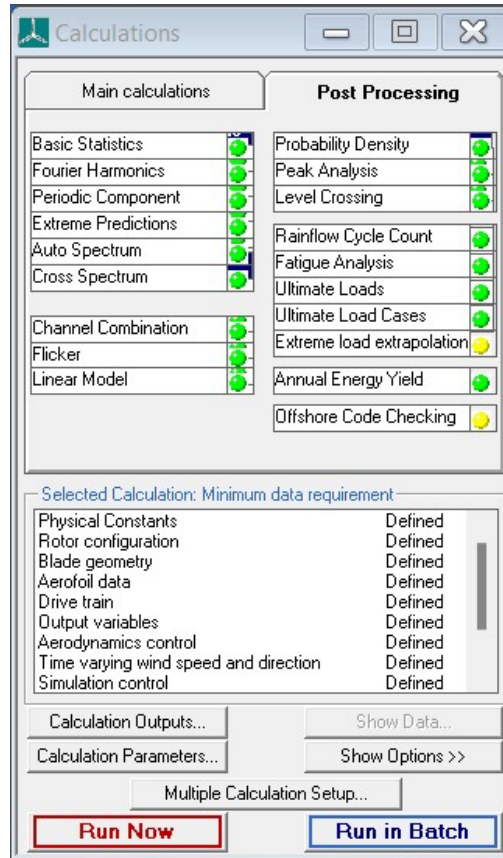 Calculations
Main calculations
Post Processing
Basic Statistics
Fourier Harmonics
Periodic Component
Extreme Predictions
Auto Spectrum
Cross Spectrum
Channel Combination
Flicker
Linear Model
Probability Density
Peak Analysis
Level Crossing
Rainflow Cycle Count
Fatigue Analysis
Ultimate Loads
Ultimate Load Cases
Extreme load extrapolation
Annual Energy Yield
Offshore Code Checking
Selected Calculation: Minimum data requirement
Physical Constants Defined
Rotor configuration Defined
Blade geometry Defined
Aerofoil data Defined
Drive train Defined
Output variables Defined
Aerodynamics control Defined
Time varying wind speed and direction Defined
Simulation control Defined
Calculation Outputs...
Show Data...
Calculation Parameters...
Show Options >>
Multiple Calculation Setup...
Run Now
Run in Batch